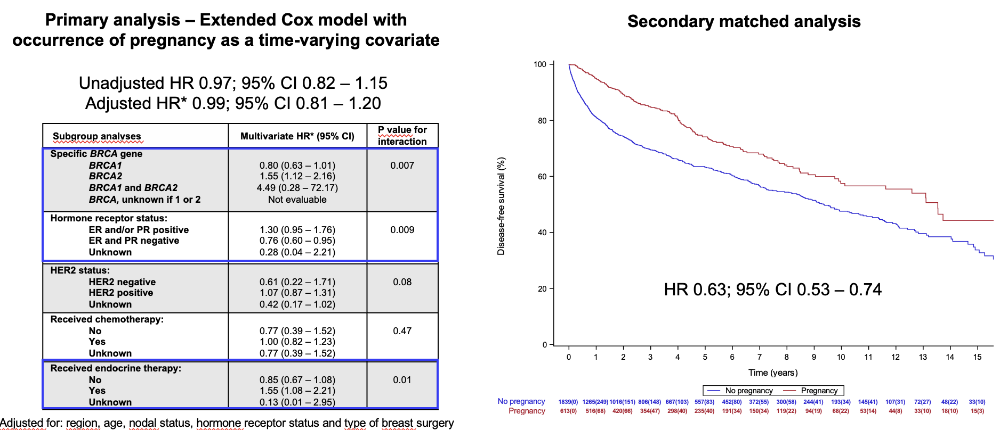 Primary analysis – Extended Cox model with
occurrence of pregnancy as a time-varying covariate
Unadjusted HR 0.97; 95% CI 0.82 – 1.15
Adjusted HR* 0.99; 95% CI 0.81 – 1.20
Subgroup analyses Multivariate HR* (95% CI) P value for interaction
Specific BRCA gene
BRCA1 0.80 (0.63 – 1.01) 0.007
BRCA2 1.55 (1.12 – 2.16)
BRCA1 and BRCA2 4.49 (0.28 – 72.17)
BRCA, unknown if 1 or 2 Not evaluable
Hormone receptor status:
ER and/or PR positive 1.30 (0.95 – 1.76) 0.009
ER and PR negative 0.76 (0.60 – 0.95)
Unknown 0.28 (0.04 – 2.21)
HER2 status:
HER2 negative 0.61 (0.22 – 1.71) 0.08
HER2 positive 1.07 (0.87 – 1.31)
Unknown 0.42 (0.17 – 1.02)
Received chemotherapy:
No 0.77 (0.39 – 1.52) 0.47
Yes 1.00 (0.82 – 1.23)
Unknown 0.77 (0.39 – 1.52)
Received endocrine therapy:
No 0.85 (0.67 – 1.08) 0.01
Yes 1.55 (1.08 – 2.21)
Unknown 0.13 (0.01 – 2.95)
Adjusted for: region, age, nodal status, hormone receptor status and type of breast surgery
Secondary matched analysis
Disease-free survival (%)
100
80
60
40
20
0
HR 0.63; 95% CI 0.53 – 0.74
0 1 2 3 4 5 6 7 8 9 10 11 12 13 14 15
Time (years)
No pregnancy Pregnancy
No pregnancy 1839(0) 1265(249) 1016(151) 806(148) 667(103) 557(83) 452(80) 372(55) 300(58) 244(41) 193(34) 145(41) 107(31) 72(27) 48(22) 33(10)
Pregnancy 613(0) 516(68) 420(66) 354(47) 298(40) 235(40) 191(34) 150(34) 119(22) 94(19) 68(22) 53(14) 44(8) 33(10) 18(10) 15(3)